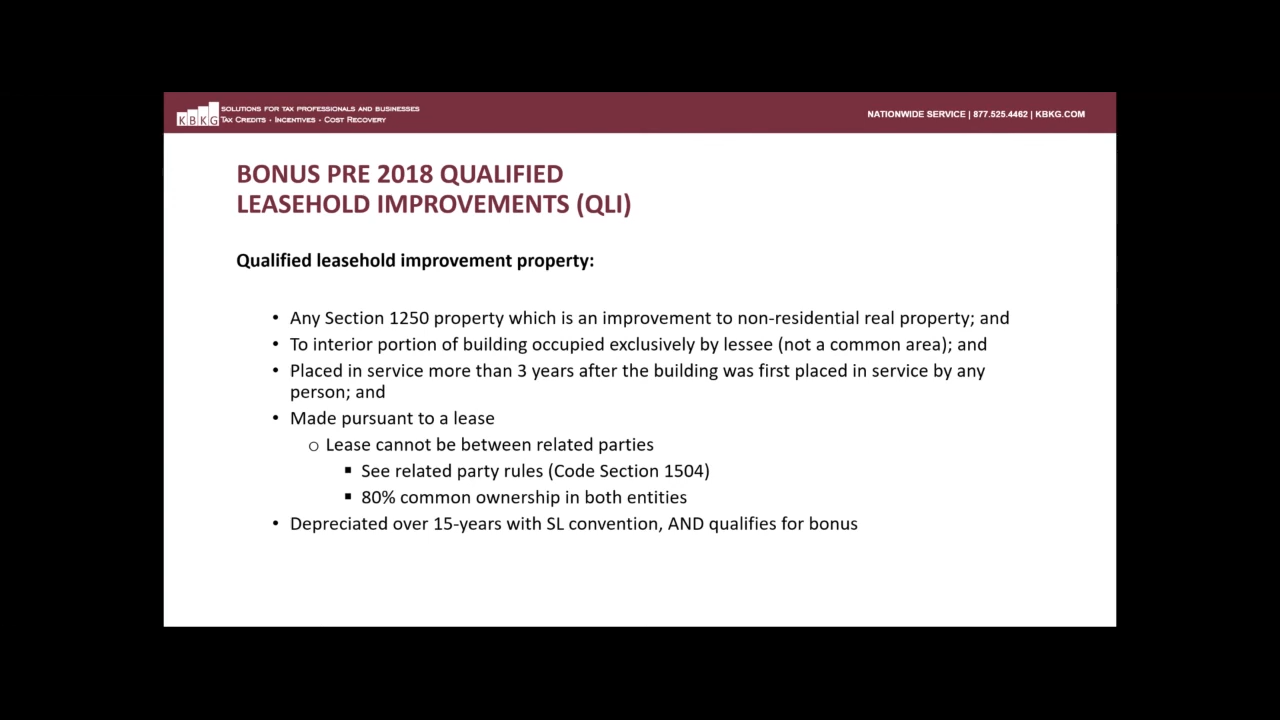 KBKG
SOLUTIONS FOR TAX PROFESSIONALS AND BUSINESSES
TAX CREDITS · INCENTIVES · COST RECOVERY
NATIONWIDE SERVICE | 877.525.4462 | KBKG.COM
BONUS PRE 2018 QUALIFIED
LEASEHOLD IMPROVEMENTS (QLI)
Qualified leasehold improvement property:
• Any Section 1250 property which is an improvement to non-residential real property; and
• To interior portion of building occupied exclusively by lessee (not a common area); and
• Placed in service more than 3 years after the building was first placed in service by any
person; and
• Made pursuant to a lease
o Lease cannot be between related parties
▪ See related party rules (Code Section 1504)
▪ 80% common ownership in both entities
• Depreciated over 15-years with SL convention, AND qualifies for bonus